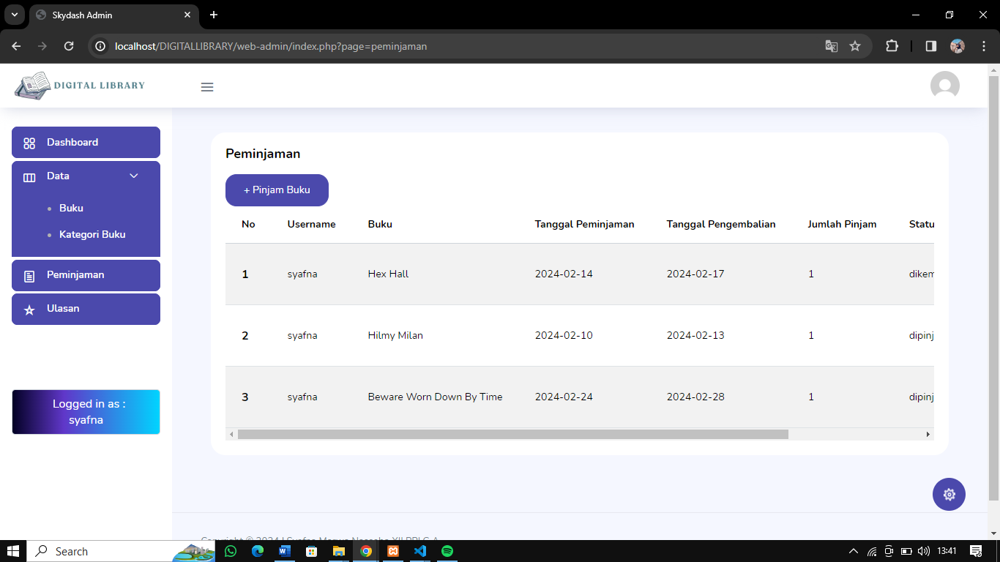 Skydash Admin
localhost/DIGITALLIBRARY/web-admin/index.php?page=peminjaman
DIGITAL LIBRARY
Dashboard
Data
Buku
Kategori Buku
Peminjaman
Ulasan
Logged in as :
syafna
Peminjaman
+ Pinjam Buku
No Username Buku Tanggal Peminjaman Tanggal Pengembalian Jumlah Pinjam Statu
1 syafna Hex Hall 2024-02-14 2024-02-17 1 dikem
2 syafna Hilmy Milan 2024-02-10 2024-02-13 1 dipinj
3 syafna Beware Worn Down By Time 2024-02-24 2024-02-28 1 dipinj
Copyright © 2024
Search
13:41